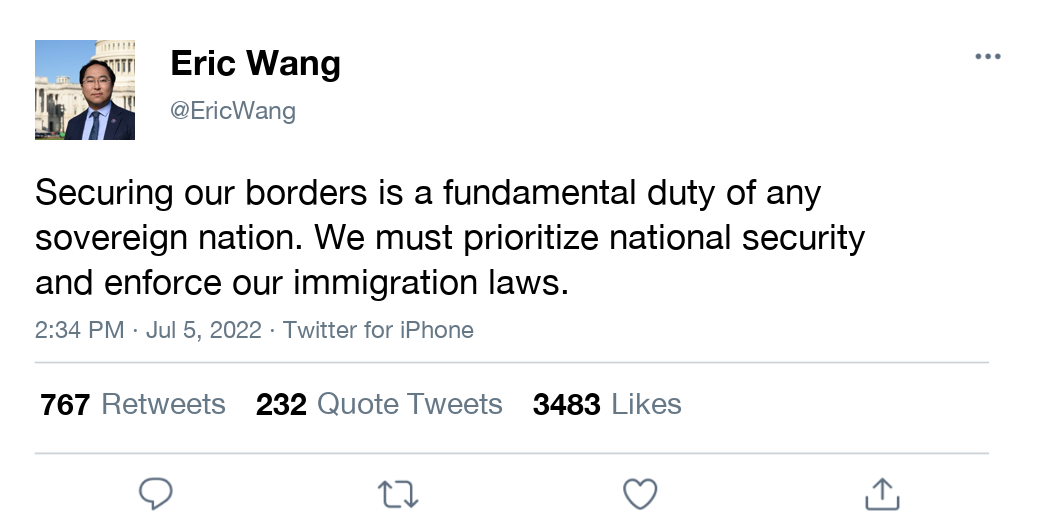 Eric Wang
@EricWang
Securing our borders is a fundamental duty of any
sovereign nation. We must prioritize national security
and enforce our immigration laws.
2:34 PM · Jul 5, 2022 · Twitter for iPhone
767 Retweets 232 Quote Tweets 3483 Likes